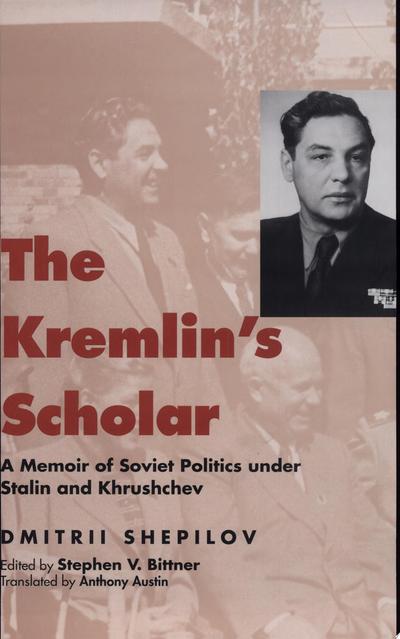 The
Kremlin's
Scholar
A Memoir of Soviet Politics under
Stalin and Khrushchev
DMITRII SHEPILOV
Edited by Stephen V. Bittner
Translated by Anthony Austin